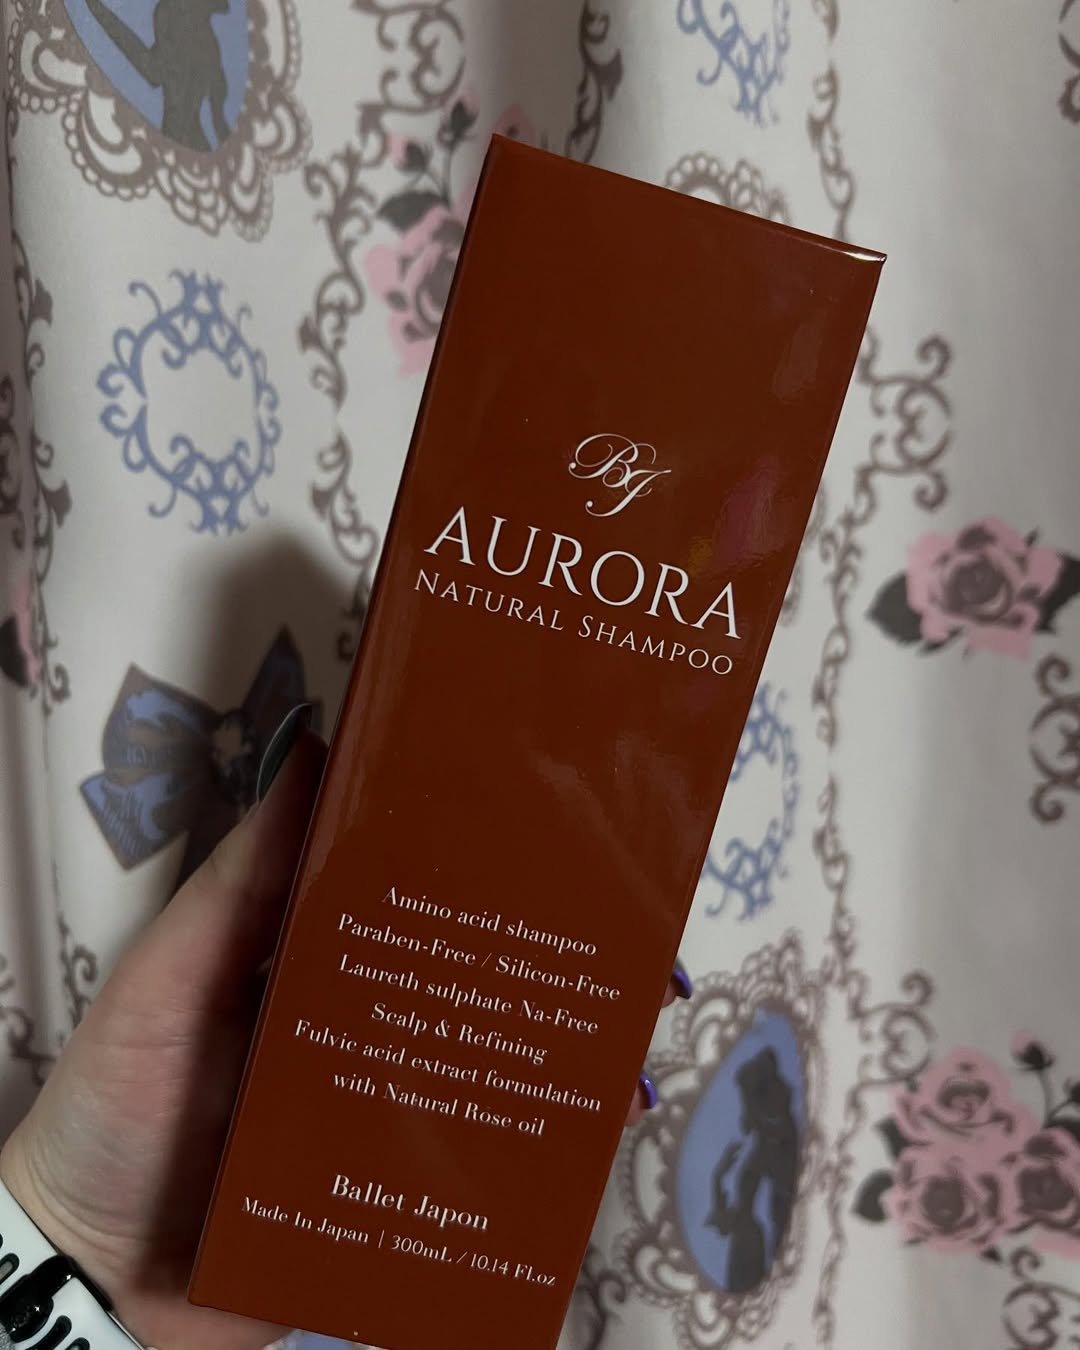 BJ
AURORA
NATURAL SHAMPOO
Amino acid shampoo
Paraben-Free / Silicon-Free
Laureth sulphate Na-Free
Scalp & Refining
Fulvic acid extract formulation
with Natural Rose oil
Ballet Japon
Made In Japan | 300mL / 10.14 Fl.oz